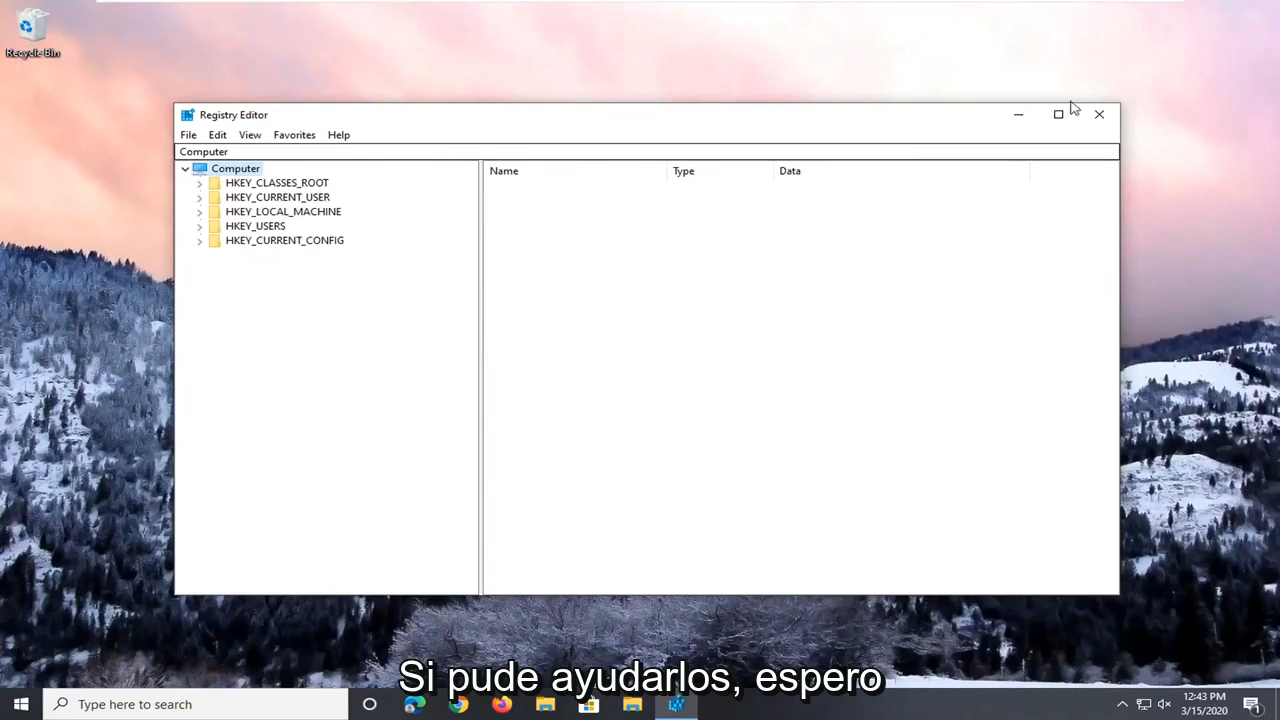 Recycle Bin
Registry Editor
File Edit View Favorites Help
Computer
Computer
HKEY_CLASSES_ROOT
HKEY_CURRENT_USER
HKEY_LOCAL_MACHINE
HKEY_USERS
HKEY_CURRENT_CONFIG
Name Type Data
Si pude ayudarlos, espero
Type here to search
12:43 PM
3/15/2020
1